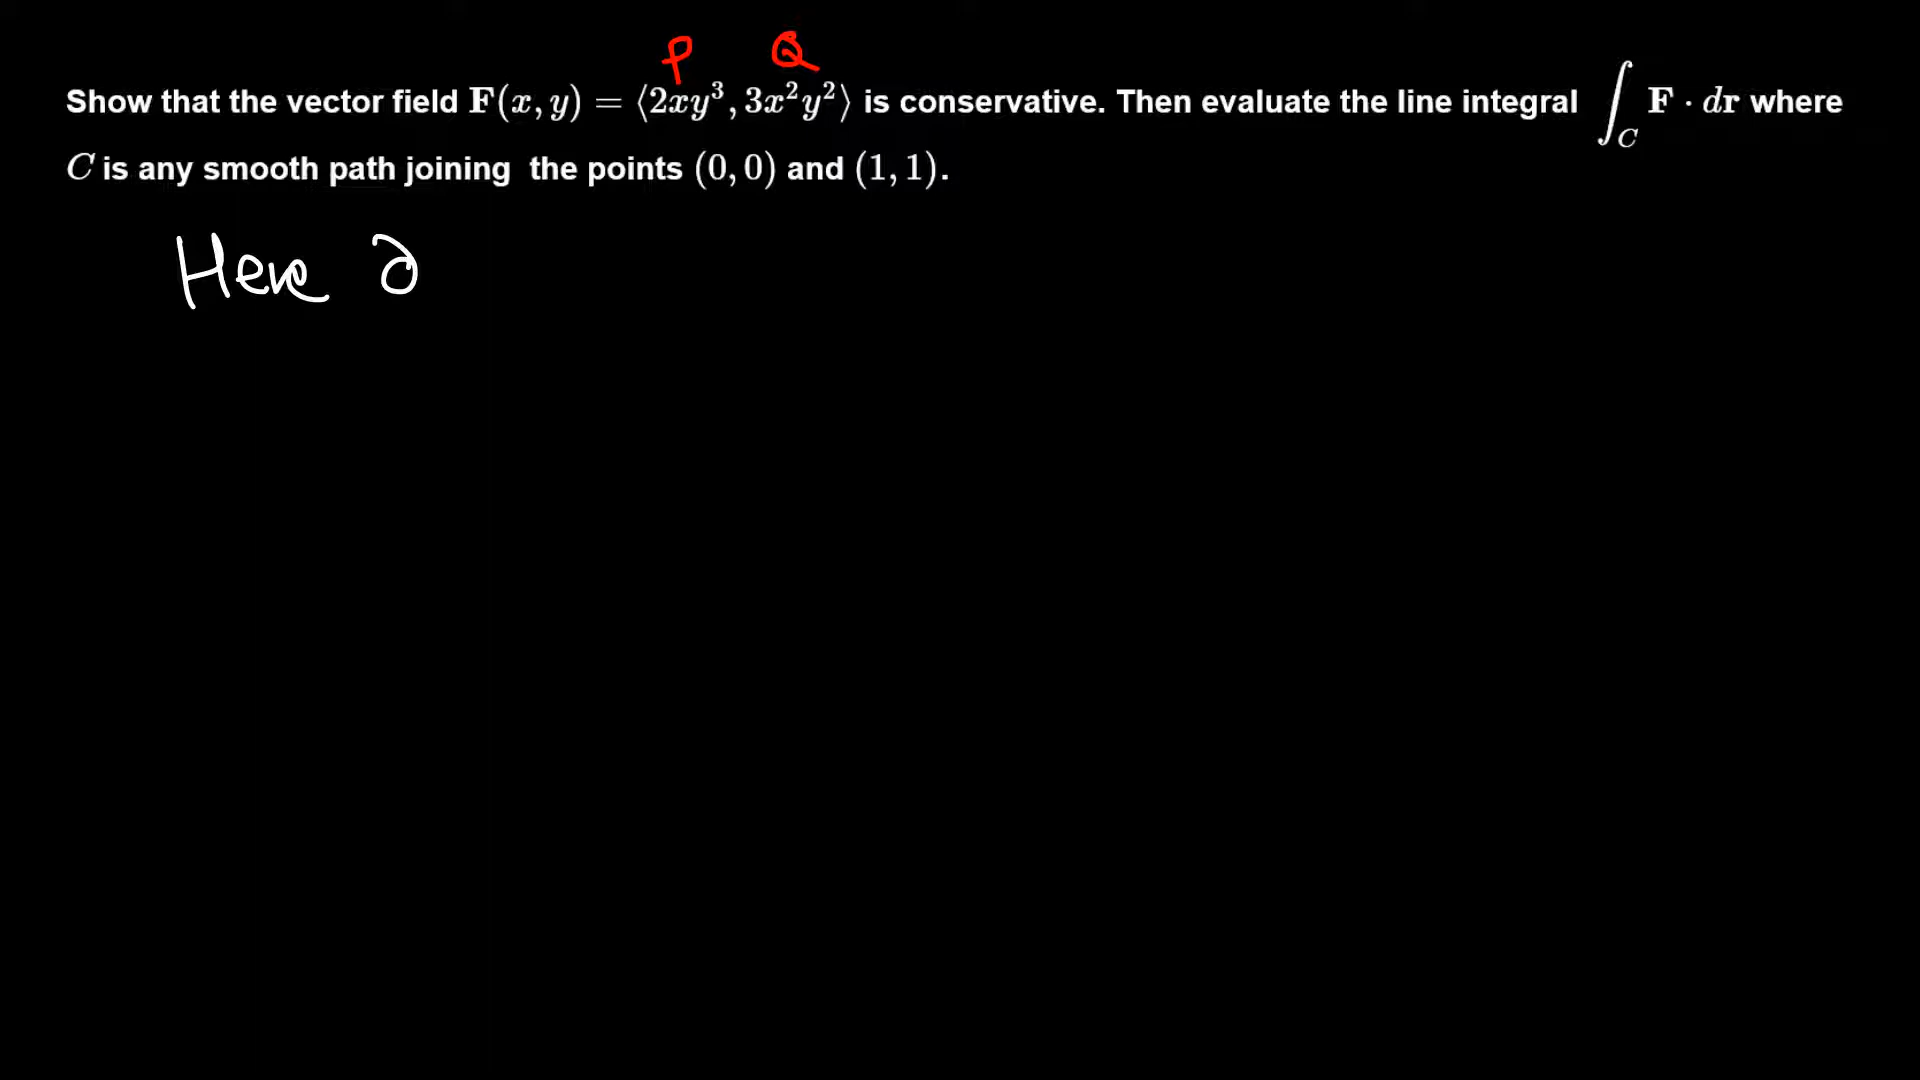 P Q
Show that the vector field F(x, y) = ⟨2xy³, 3x²y²⟩ is conservative. Then evaluate the line integral ∫_C F · dr where
C is any smooth path joining the points (0, 0) and (1, 1).
Here ∂